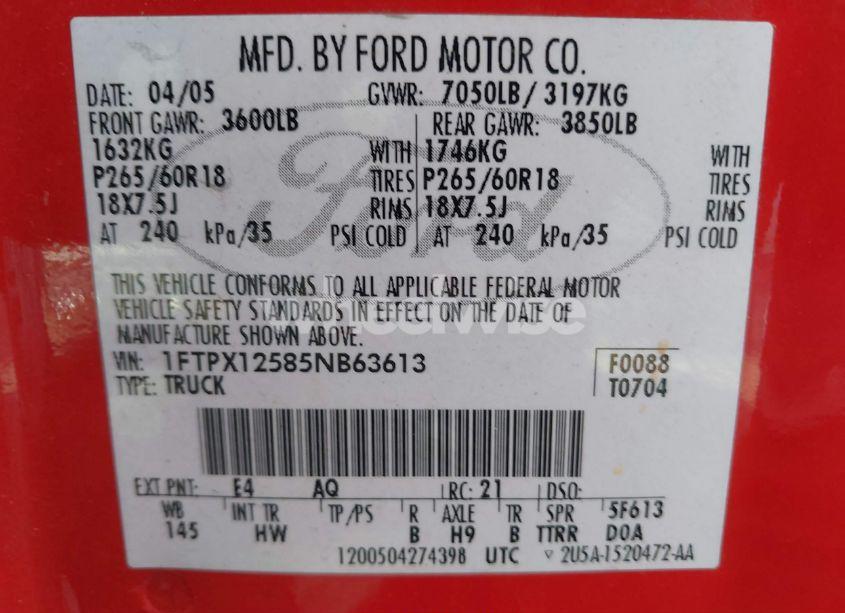 MFD. BY FORD MOTOR CO.
DATE: 04/05 GVWR: 7050LB / 3197KG
FRONT GAWR: 3600LB REAR GAWR: 3850LB
1632KG WITH 1746KG WITH
P265/60R18 TIRES P265/60R18 TIRES
18X7.5J RIMS 18X7.5J RIMS
AT 240 kPa/35 PSI COLD AT 240 kPa/35 PSI COLD
Ford
THIS VEHICLE CONFORMS TO ALL APPLICABLE FEDERAL MOTOR
VEHICLE SAFETY STANDARDS IN EFFECT ON THE DATE OF
MANUFACTURE SHOWN ABOVE.
VIN: 1FTPX12585NB63613 F0088
TYPE: TRUCK T0704
EXT PNT: E4 AQ RC: 21 DSO:
WB INT TR TP/PS R AXLE TR SPR 5F613
145 HW B H9 B TTRR DOA
1200504274398 UTC ▽ 2U5A-1520472-AA